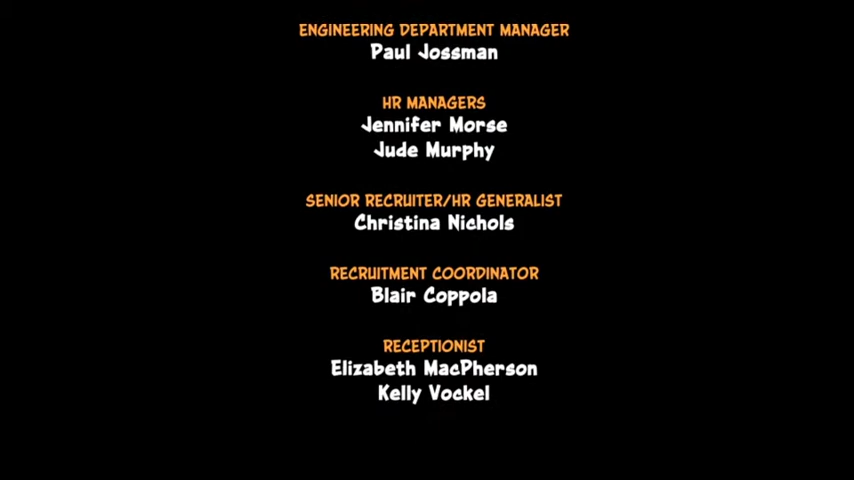 ENGINEERING DEPARTMENT MANAGER
Paul Jossman
HR MANAGERS
Jennifer Morse
Jude Murphy
SENIOR RECRUITER/HR GENERALIST
Christina Nichols
RECRUITMENT COORDINATOR
Blair Coppola
RECEPTIONIST
Elizabeth MacPherson
Kelly Vockel